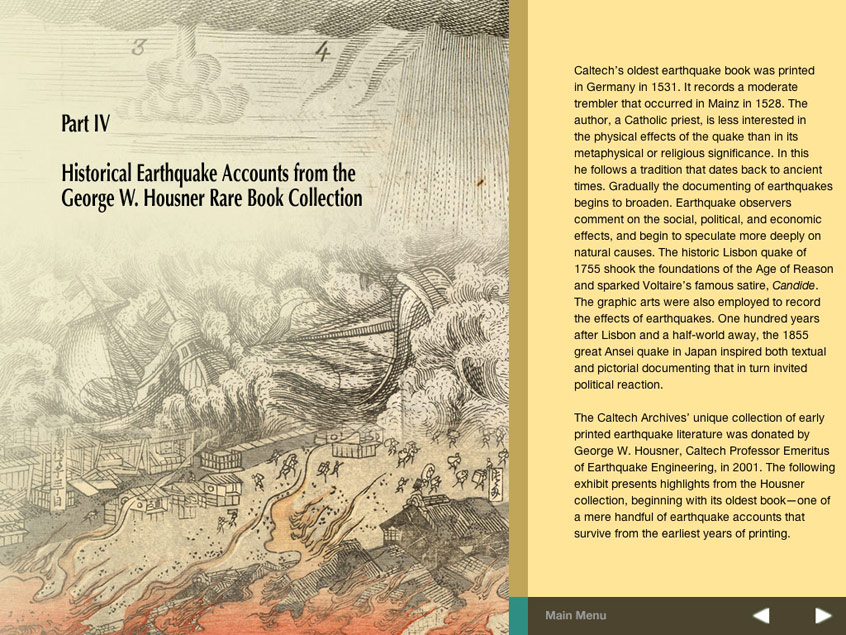 3
4
Part IV
Historical Earthquake Accounts from the
George W. Housner Rare Book Collection
Caltech's oldest earthquake book was printed
in Germany in 1531. It records a moderate
trembler that occurred in Mainz in 1528. The
author, a Catholic priest, is less interested in
the physical effects of the quake than in its
metaphysical or religious significance. In this
he follows a tradition that dates back to ancient
times. Gradually the documenting of earthquakes
begins to broaden. Earthquake observers
comment on the social, political, and economic
effects, and begin to speculate more deeply on
natural causes. The historic Lisbon quake of
1755 shook the foundations of the Age of Reason
and sparked Voltaire's famous satire, Candide.
The graphic arts were also employed to record
the effects of earthquakes. One hundred years
after Lisbon and a half-world away, the 1855
great Ansei quake in Japan inspired both textual
and pictorial documenting that in turn invited
political reaction.
The Caltech Archives' unique collection of early
printed earthquake literature was donated by
George W. Housner, Caltech Professor Emeritus
of Earthquake Engineering, in 2001. The following
exhibit presents highlights from the Housner
collection, beginning with its oldest book—one of
a mere handful of earthquake accounts that
survive from the earliest years of printing.
Main Menu